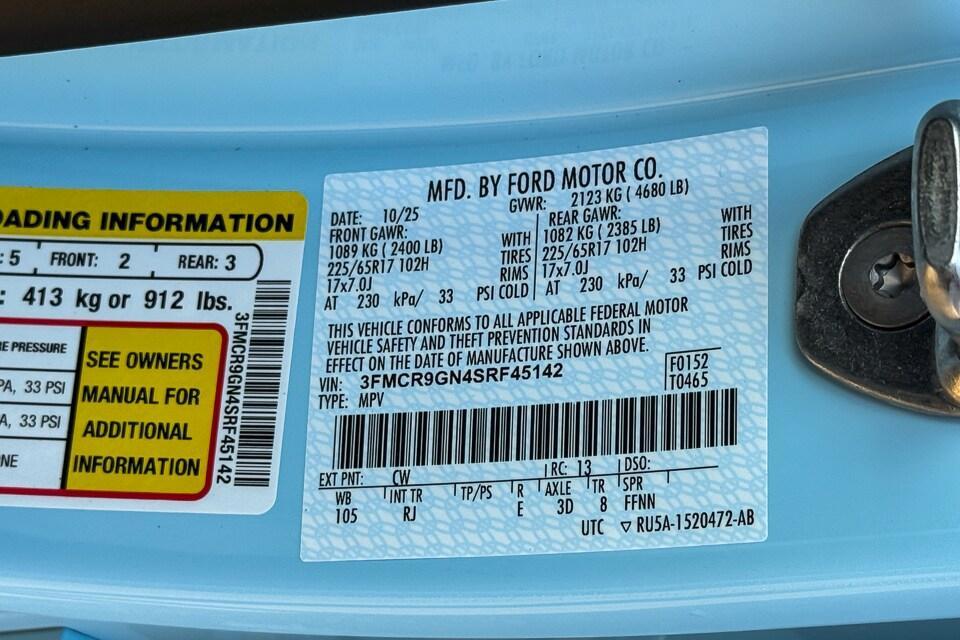 OADING INFORMATION
: 5 FRONT: 2 REAR: 3
: 413 kg or 912 lbs.
RE PRESSURE
PA, 33 PSI
A, 33 PSI
NE
SEE OWNERS
MANUAL FOR
ADDITIONAL
INFORMATION
3FMCR9GN4SRF45142
MFD. BY FORD MOTOR CO.
DATE: 10/25 GVWR: 2123 KG ( 4680 LB)
FRONT GAWR: REAR GAWR:
1089 KG ( 2400 LB) WITH 1082 KG ( 2385 LB) WITH
225/65R17 102H TIRES 225/65R17 102H TIRES
17x7.0J RIMS 17x7.0J RIMS
AT 230 kPa/ 33 PSI COLD AT 230 kPa/ 33 PSI COLD
THIS VEHICLE CONFORMS TO ALL APPLICABLE FEDERAL MOTOR
VEHICLE SAFETY AND THEFT PREVENTION STANDARDS IN
EFFECT ON THE DATE OF MANUFACTURE SHOWN ABOVE.
VIN: 3FMCR9GN4SRF45142 F0152
TYPE: MPV T0465
EXT PNT: CW RC: 13 DSO:
WB INT TR TP/PS R AXLE TR SPR
105 RJ E 3D 8 FFNN
UTC ▽ RU5A-1520472-AB